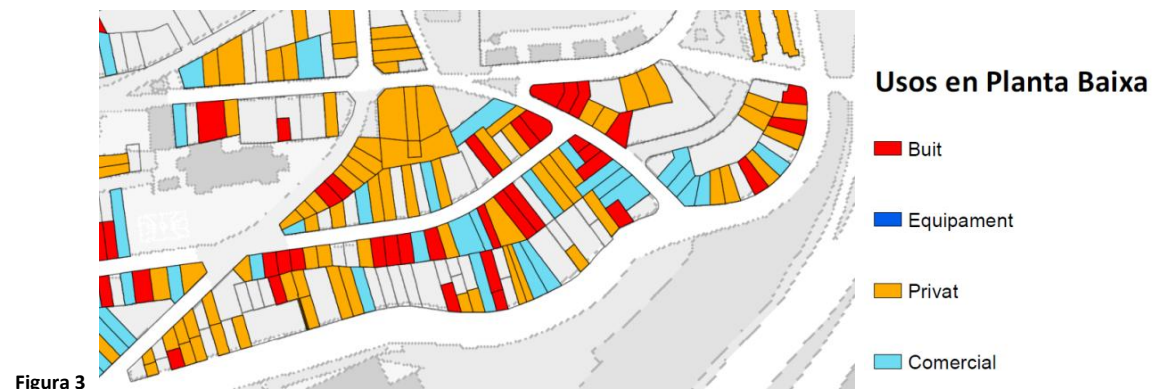 Usos en Planta Baixa
Buit
Equipament
Privat
Comercial
Figura 3